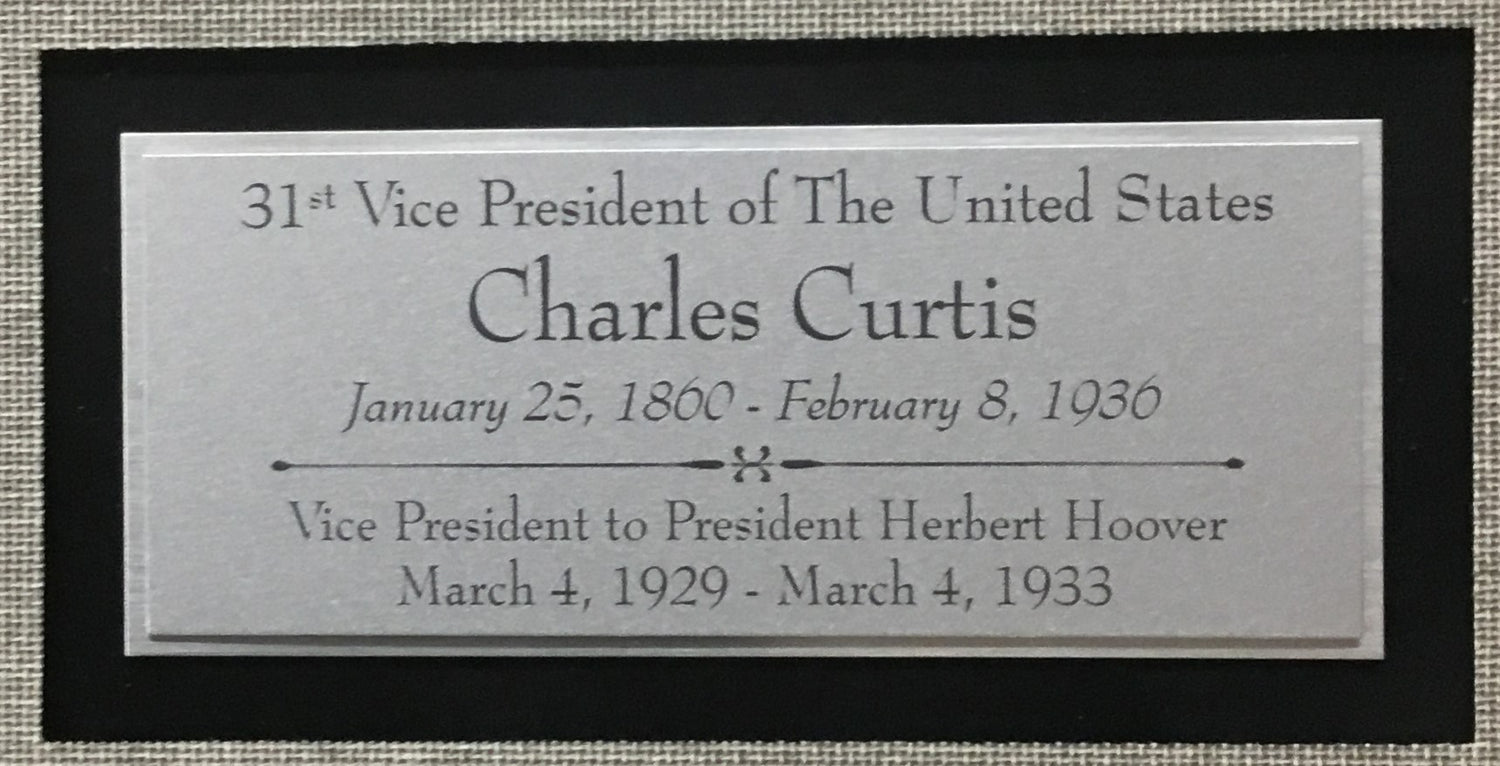 31st Vice President of The United States
Charles Curtis
January 25, 1860 - February 8, 1936
Vice President to President Herbert Hoover
March 4, 1929 - March 4, 1933